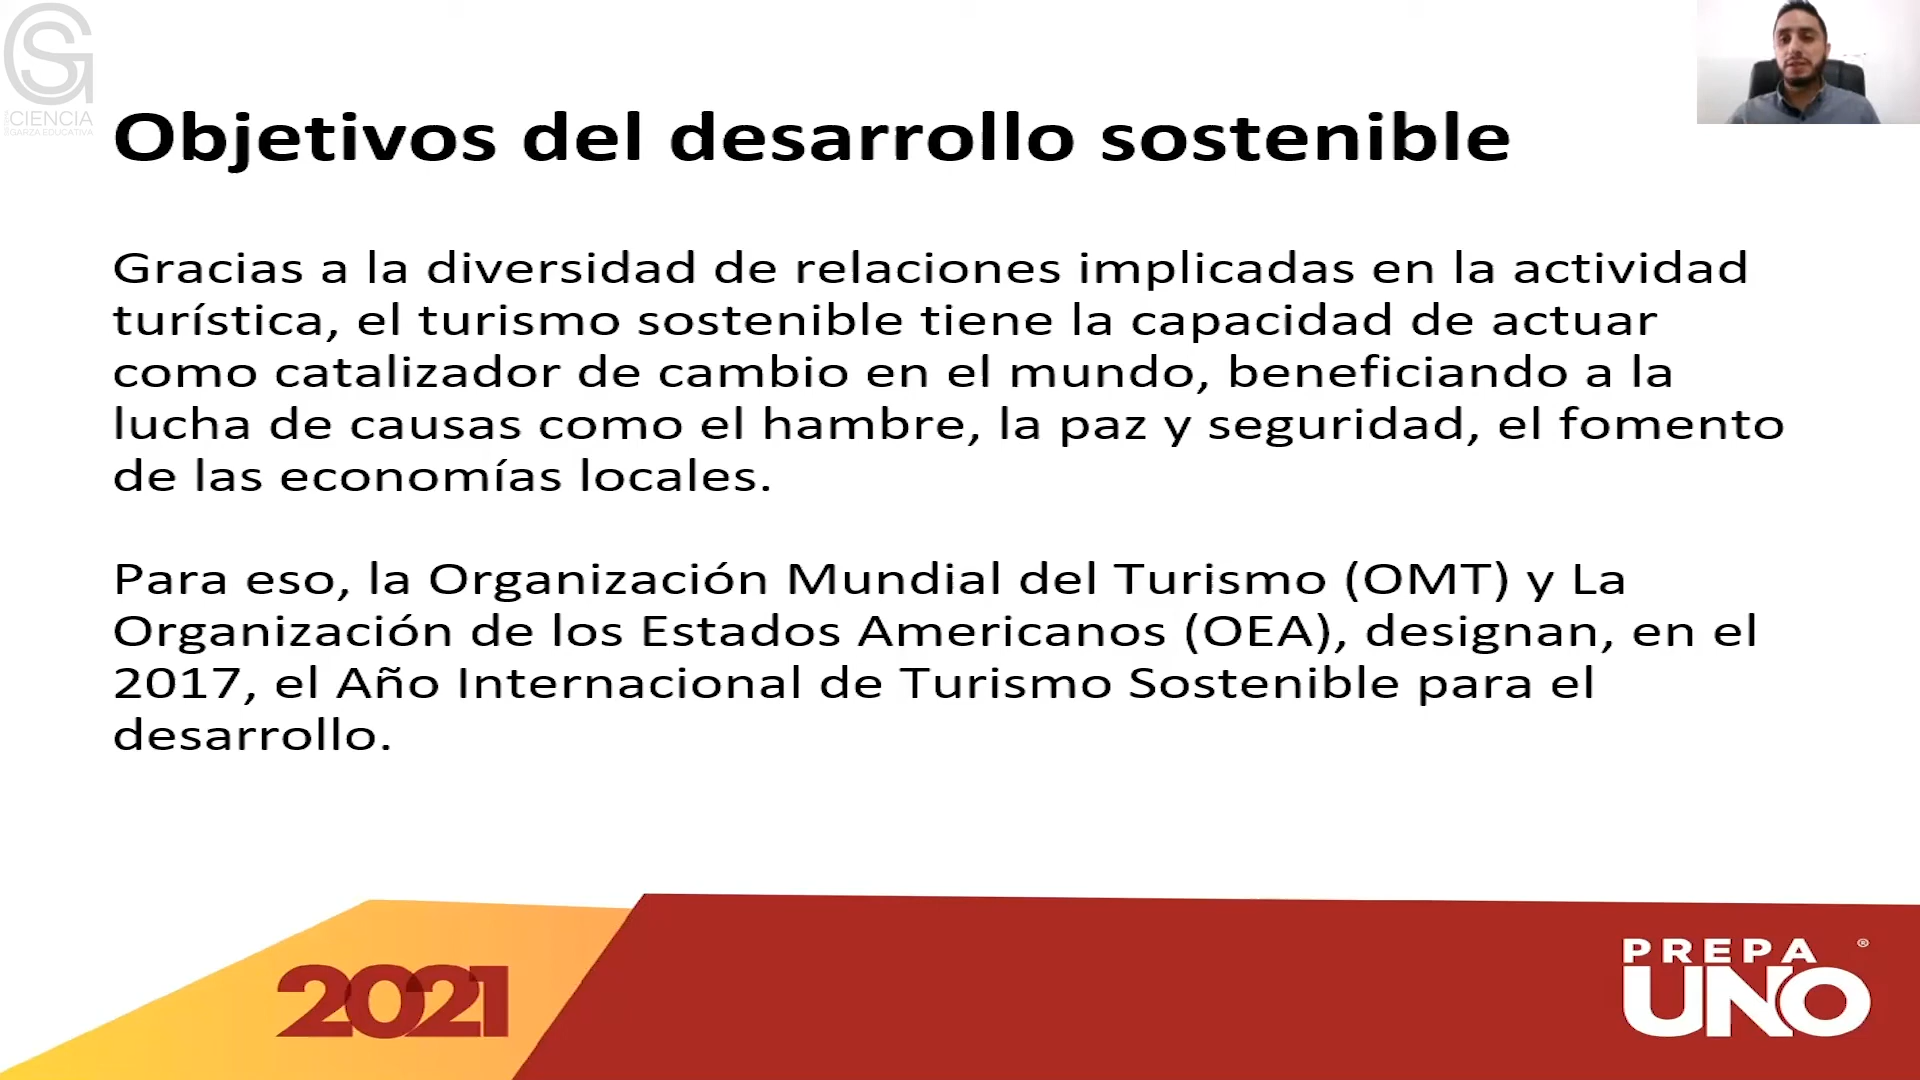 CIENCIA
GARZA EDUCATIVA
Objetivos del desarrollo sostenible
Gracias a la diversidad de relaciones implicadas en la actividad
turística, el turismo sostenible tiene la capacidad de actuar
como catalizador de cambio en el mundo, beneficiando a la
lucha de causas como el hambre, la paz y seguridad, el fomento
de las economías locales.
Para eso, la Organización Mundial del Turismo (OMT) y La
Organización de los Estados Americanos (OEA), designan, en el
2017, el Año Internacional de Turismo Sostenible para el
desarrollo.
2021
PREPA ®
UNO